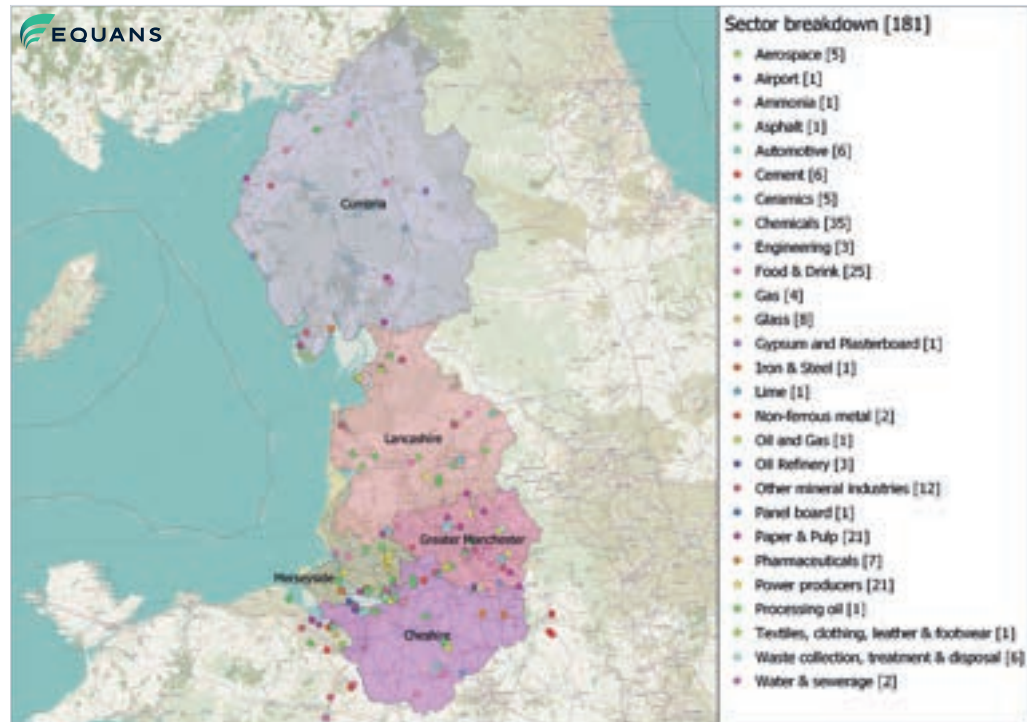 EQUANS
Sector breakdown [181]
Aerospace [5]
Airport [1]
Ammonia [1]
Asphalt [1]
Automotive [6]
Cement [6]
Ceramics [5]
Chemicals [35]
Engineering [3]
Food & Drink [25]
Gas [4]
Glass [8]
Gypsum and Plasterboard [1]
Iron & Steel [1]
Lime [1]
Non-ferrous metal [2]
Oil and Gas [1]
Oil Refinery [3]
Other mineral industries [12]
Panel board [1]
Paper & Pulp [21]
Pharmaceuticals [7]
Power producers [21]
Processing oil [1]
Textiles, clothing, leather & footwear [1]
Waste collection, treatment & disposal [6]
Water & sewerage [2]
Cumbria
Lancashire
Greater Manchester
Merseyside
Cheshire